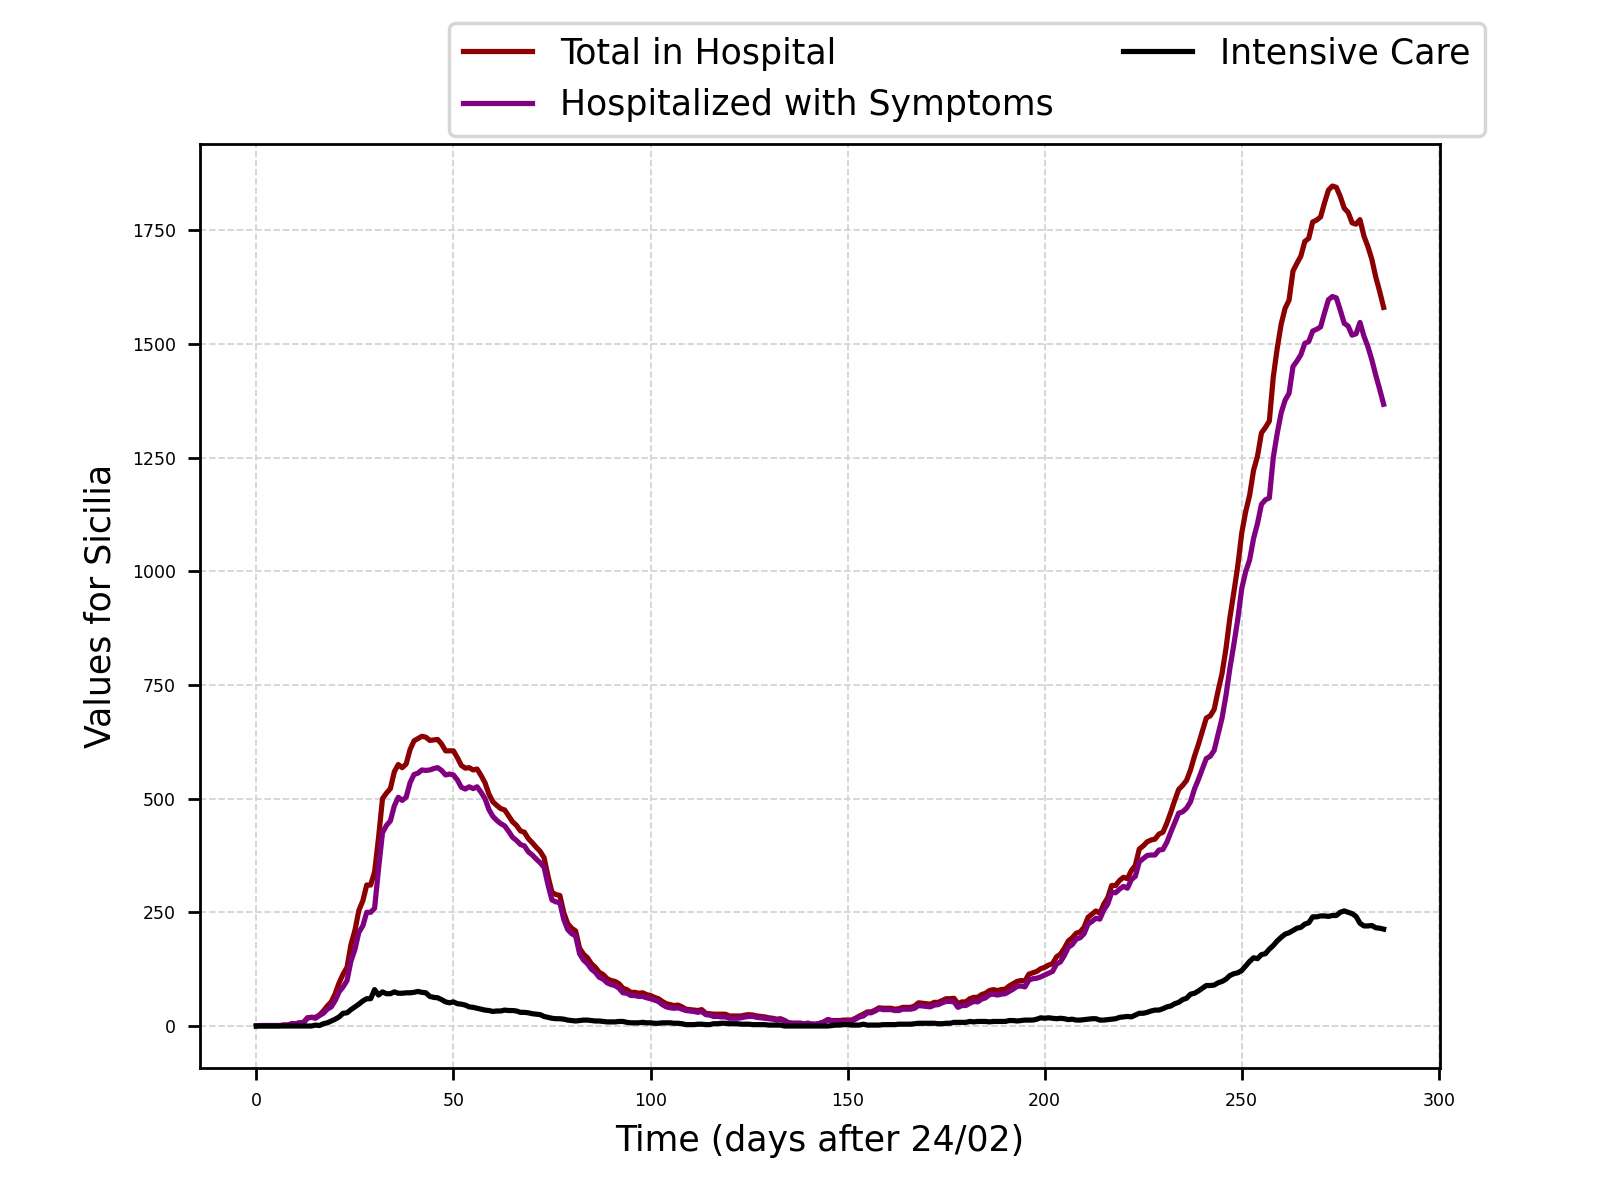 Total in Hospital
Hospitalized with Symptoms
Intensive Care
Values for Sicilia
1750
1500
1250
1000
750
500
250
0
0 50 100 150 200 250 300
Time (days after 24/02)